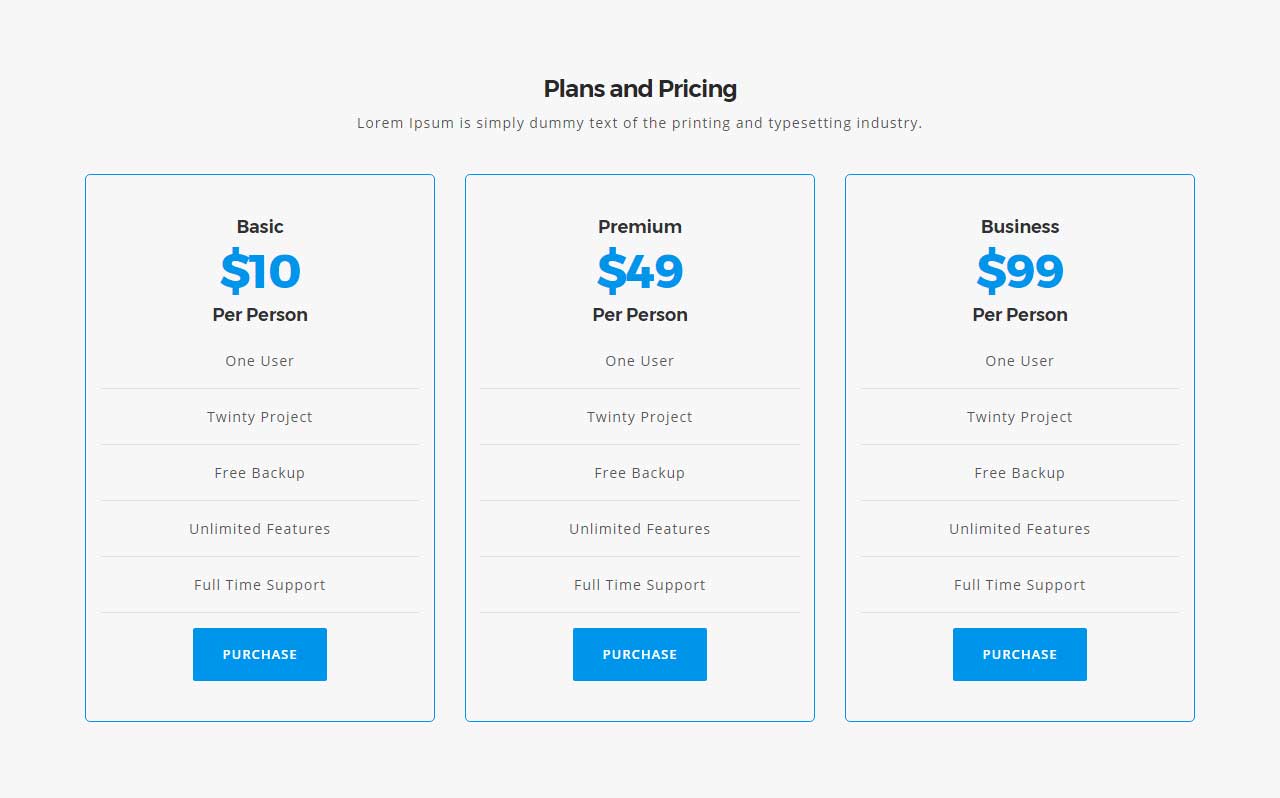 Plans and Pricing
Lorem Ipsum is simply dummy text of the printing and typesetting industry.
Basic
$10
Per Person
One User
Twinty Project
Free Backup
Unlimited Features
Full Time Support
PURCHASE
Premium
$49
Per Person
One User
Twinty Project
Free Backup
Unlimited Features
Full Time Support
PURCHASE
Business
$99
Per Person
One User
Twinty Project
Free Backup
Unlimited Features
Full Time Support
PURCHASE